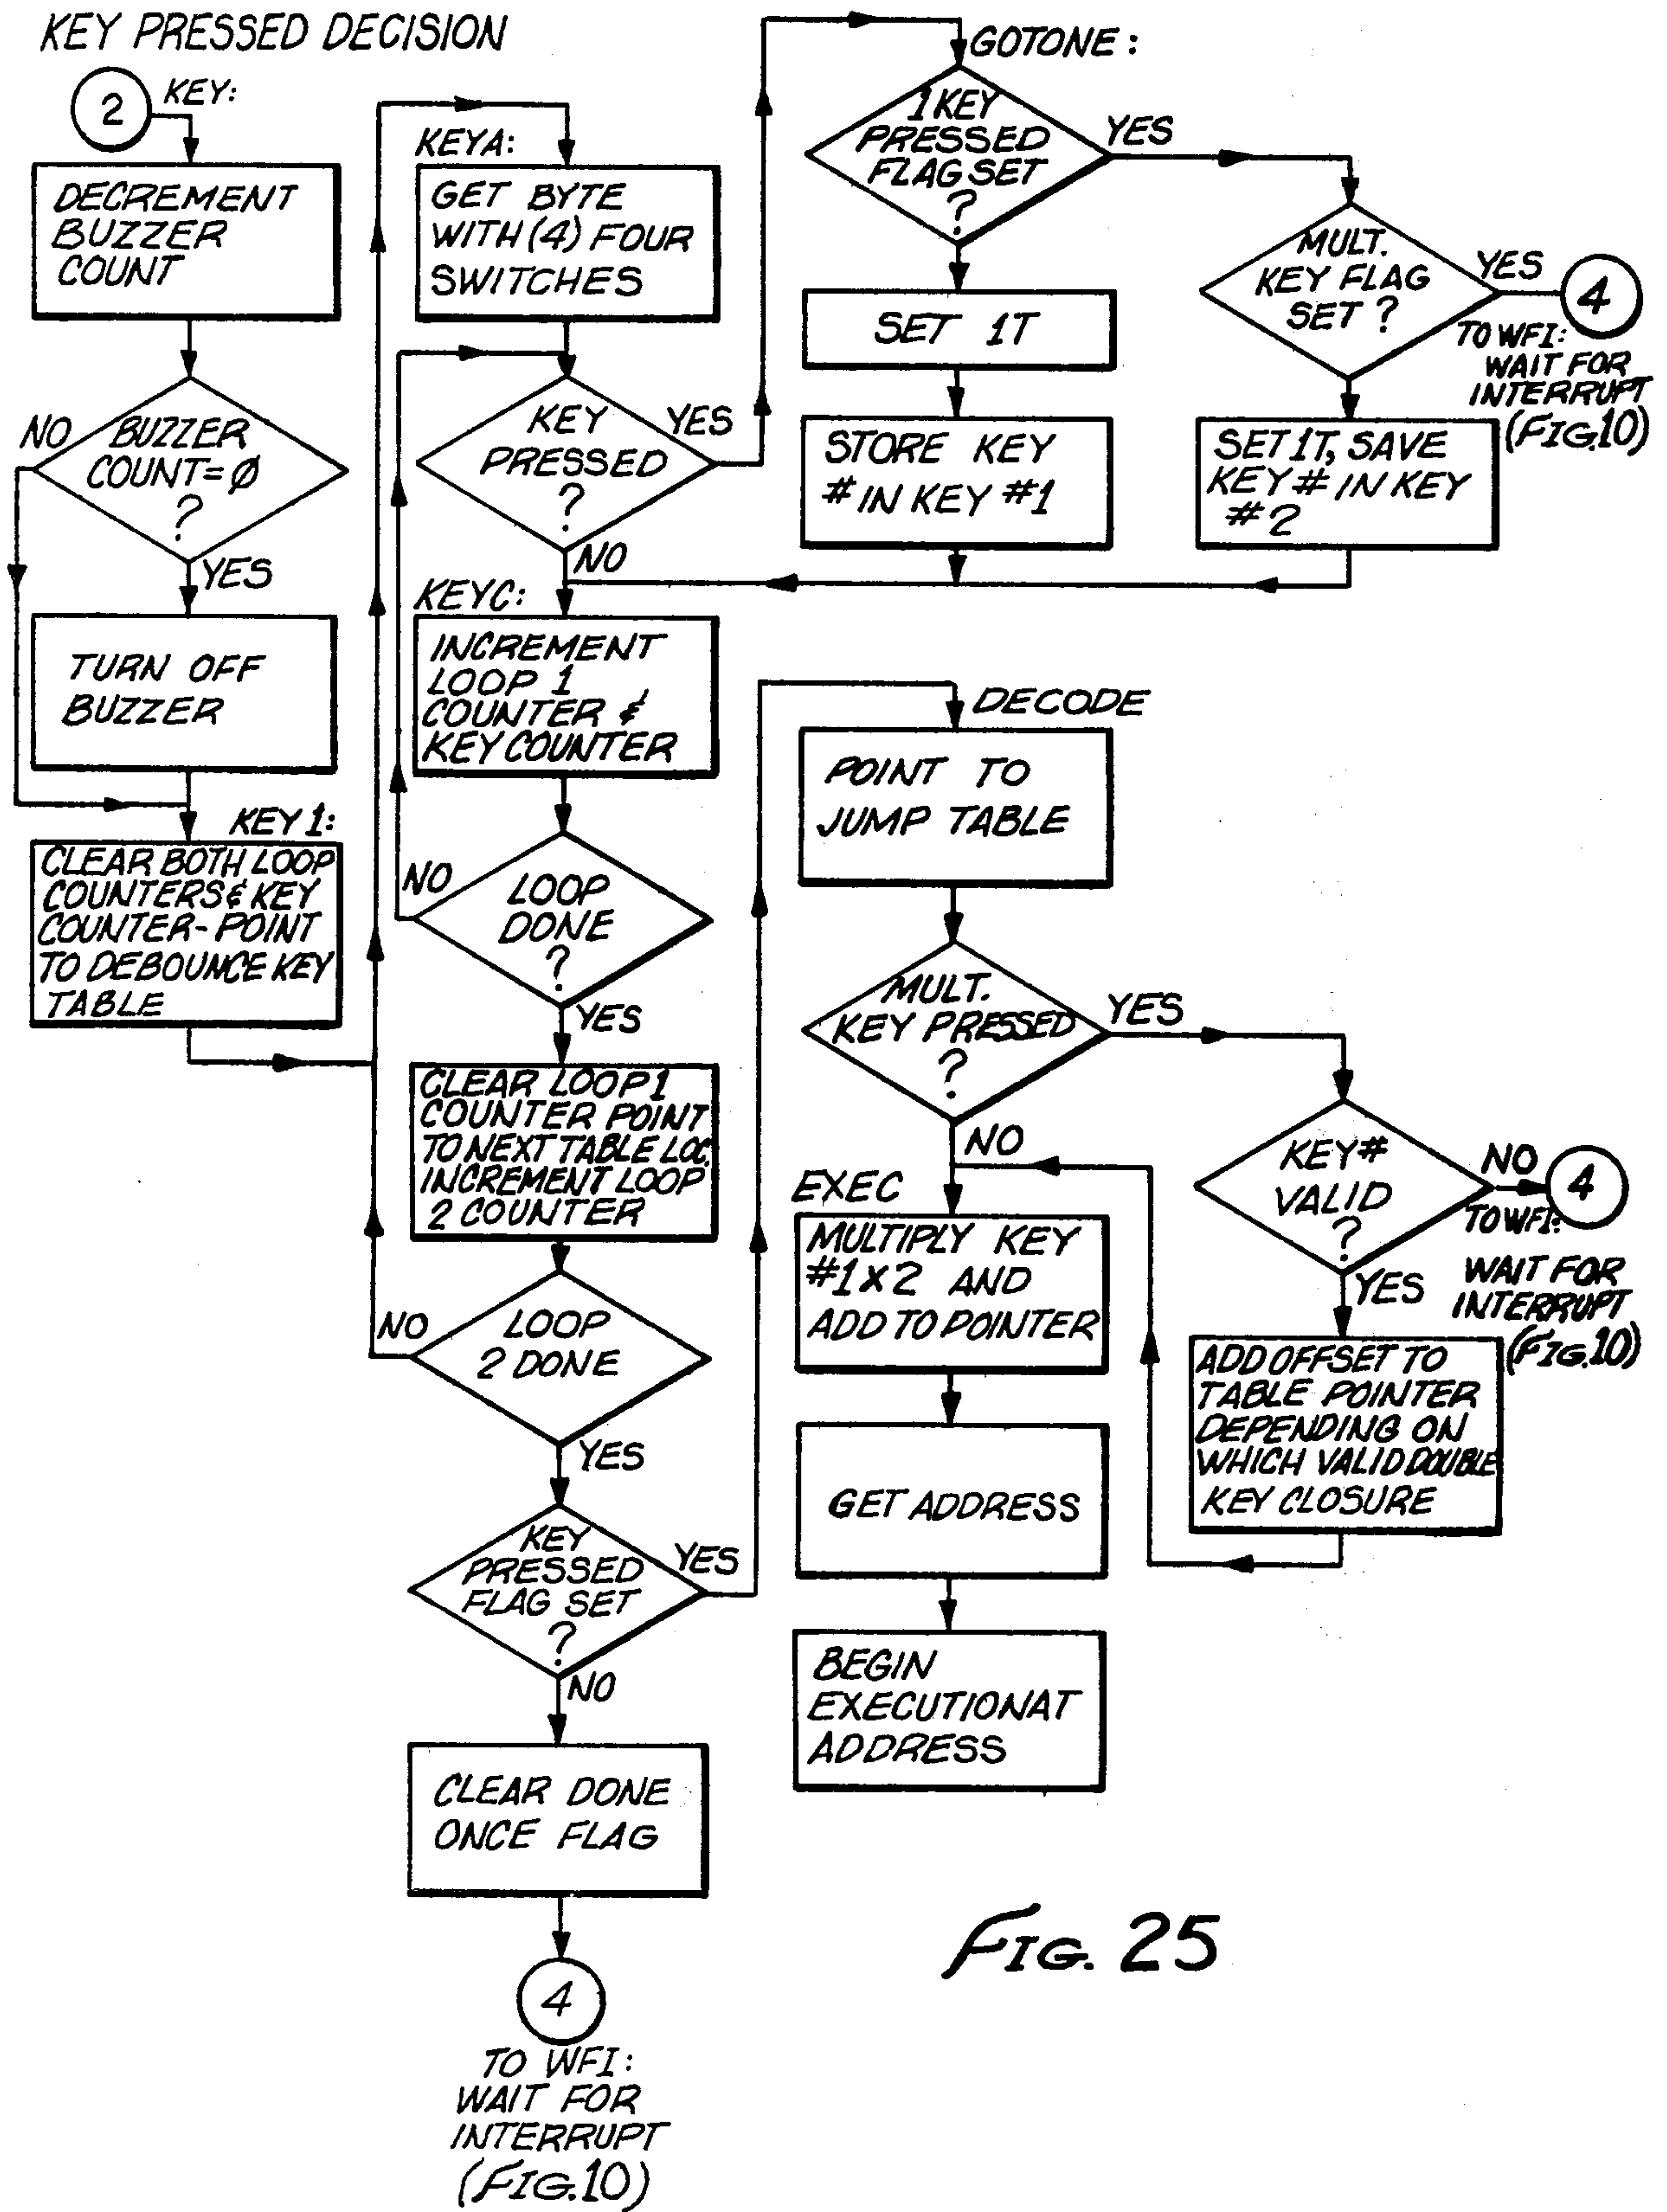 KEY PRESSED DECISION
2
KEY:
DECREMENT
BUZZER
COUNT
BUZZER
COUNT=Ø
?
NO
YES
TURN OFF
BUZZER
KEY 1:
CLEAR BOTH LOOP
COUNTERS & KEY
COUNTER-POINT
TO DEBOUNCE KEY
TABLE
KEYA:
GET BYTE
WITH (4) FOUR
SWITCHES
KEY
PRESSED
?
YES
NO
KEYC:
INCREMENT
LOOP 1
COUNTER &
KEY COUNTER
NO
LOOP
DONE
?
YES
CLEAR LOOP 1
COUNTER POINT
TO NEXT TABLE LOC.
INCREMENT LOOP
2 COUNTER
NO
LOOP
2 DONE
YES
KEY
PRESSED
FLAG SET
?
YES
NO
CLEAR DONE
ONCE FLAG
4
TO WFI:
WAIT FOR
INTERRUPT
(FIG.10)
GOTONE:
1 KEY
PRESSED
FLAG SET
?
YES
SET 1T
STORE KEY
# IN KEY #1
MULT.
KEY FLAG
SET ?
YES
4
TO WFI:
WAIT FOR
INTERRUPT
(FIG.10)
SET 1T, SAVE
KEY # IN KEY
#2
DECODE
POINT TO
JUMP TABLE
MULT.
KEY PRESSED
?
YES
NO
EXEC
MULTIPLY KEY
#1 X 2 AND
ADD TO POINTER
GET ADDRESS
BEGIN
EXECUTIONAT
ADDRESS
KEY#
VALID
?
NO
4
TO WFI:
WAIT FOR
INTERRUPT
(FIG.10)
YES
ADD OFFSET TO
TABLE POINTER
DEPENDING ON
WHICH VALID DOUBLE
KEY CLOSURE
FIG. 25